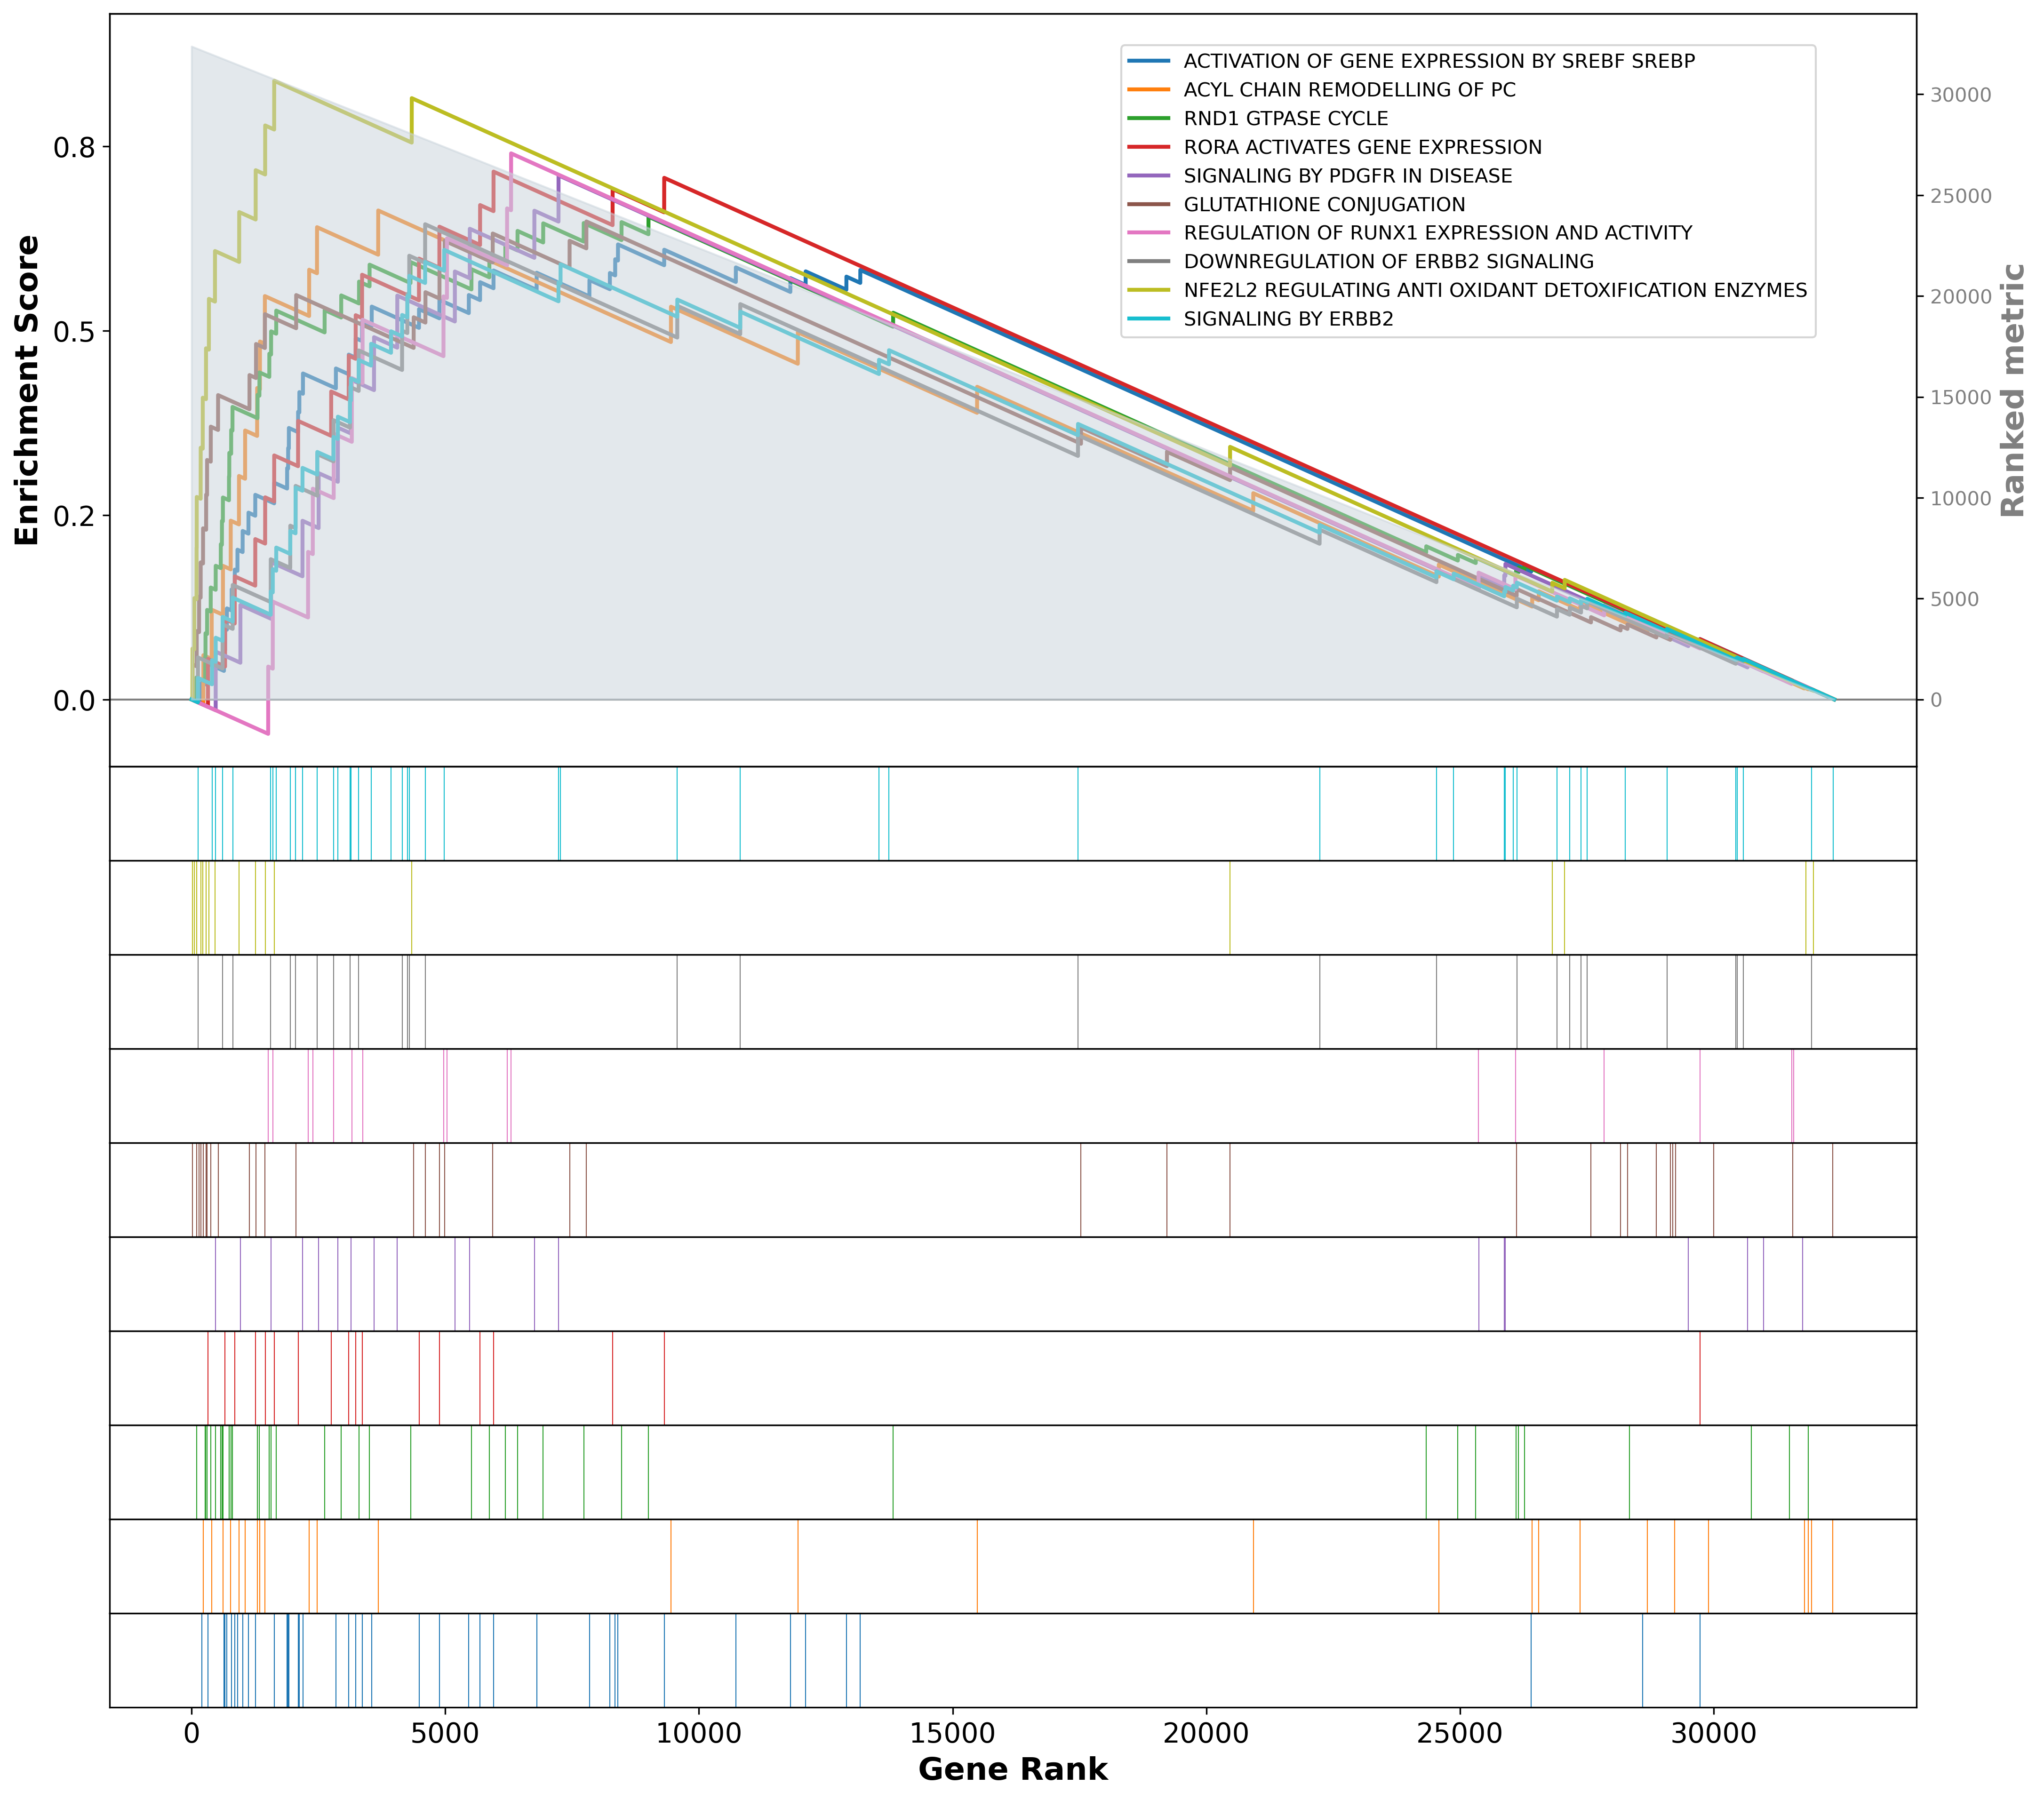 ACTIVATION OF GENE EXPRESSION BY SREBF SREBP
ACYL CHAIN REMODELLING OF PC
RND1 GTPASE CYCLE
RORA ACTIVATES GENE EXPRESSION
SIGNALING BY PDGFR IN DISEASE
GLUTATHIONE CONJUGATION
REGULATION OF RUNX1 EXPRESSION AND ACTIVITY
DOWNREGULATION OF ERBB2 SIGNALING
NFE2L2 REGULATING ANTI OXIDANT DETOXIFICATION ENZYMES
SIGNALING BY ERBB2
Enrichment Score
0.8
0.5
0.2
0.0
30000
25000
20000
15000
10000
5000
0
Ranked metric
0
5000
10000
15000
20000
25000
30000
Gene Rank